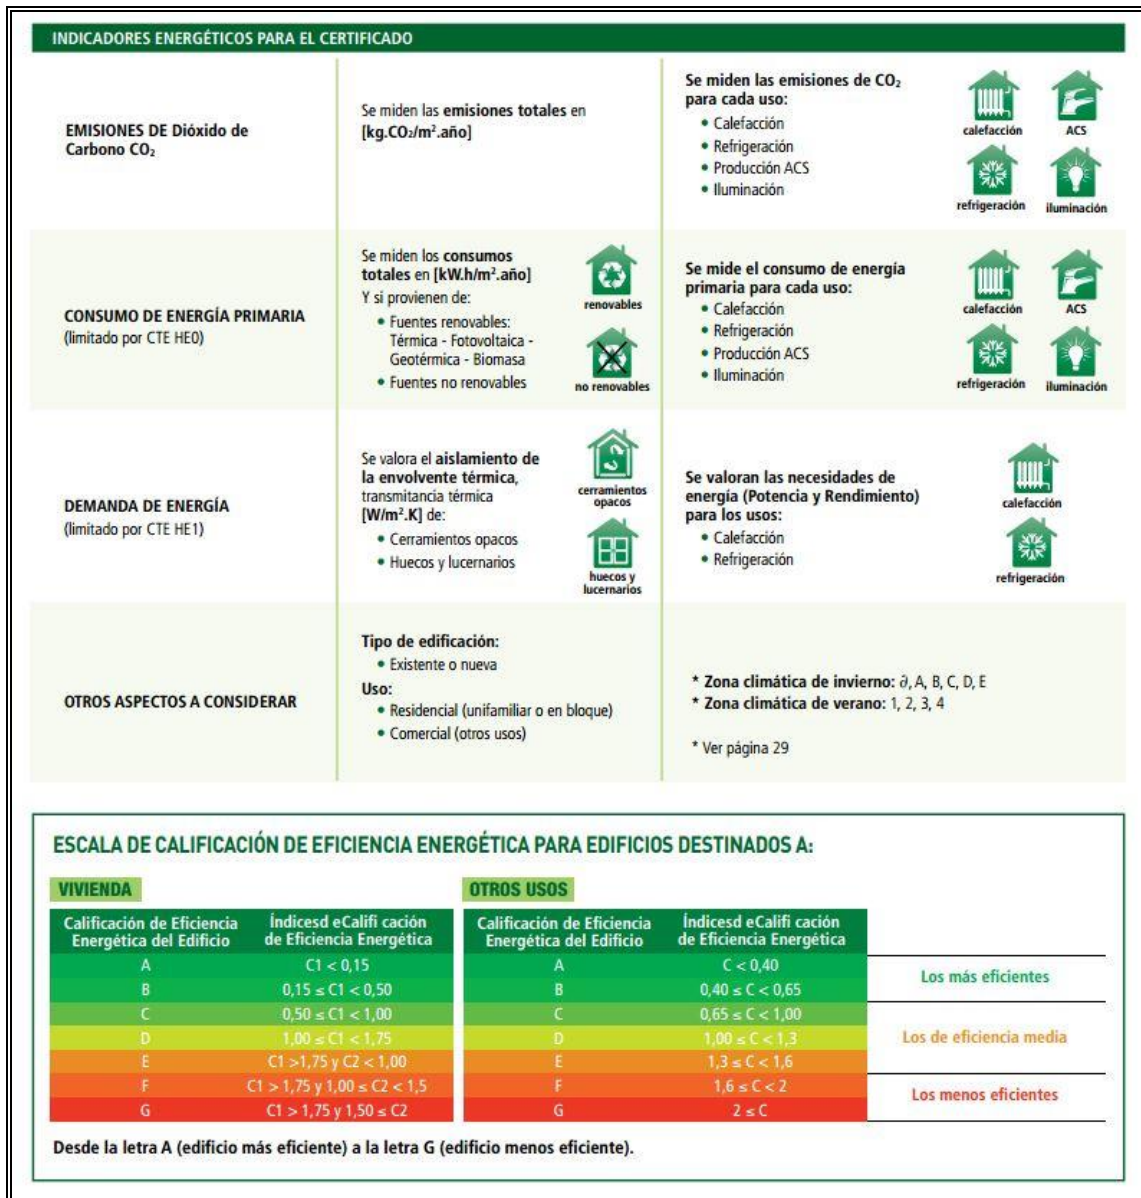 INDICADORES ENERGÉTICOS PARA EL CERTIFICADO
EMISIONES DE Dióxido de
Carbono CO₂
Se miden las emisiones totales en
[kg.CO₂/m².año]
Se miden las emisiones de CO₂
para cada uso:
• Calefacción
• Refrigeración
• Producción ACS
• Iluminación
calefacción
ACS
refrigeración
iluminación
CONSUMO DE ENERGÍA PRIMARIA
(limitado por CTE HE0)
Se miden los consumos
totales en [kW.h/m².año]
Y si provienen de:
• Fuentes renovables:
Térmica - Fotovoltaica -
Geotérmica - Biomasa
• Fuentes no renovables
renovables
no renovables
Se mide el consumo de energía
primaria para cada uso:
• Calefacción
• Refrigeración
• Producción ACS
• Iluminación
calefacción
ACS
refrigeración
iluminación
DEMANDA DE ENERGÍA
(limitado por CTE HE1)
Se valora el aislamiento de
la envolvente térmica,
transmitancia térmica
[W/m².K] de:
• Cerramientos opacos
• Huecos y lucernarios
cerramientos
opacos
huecos y
lucernarios
Se valoran las necesidades de
energía (Potencia y Rendimiento)
para los usos:
• Calefacción
• Refrigeración
calefacción
refrigeración
OTROS ASPECTOS A CONSIDERAR
Tipo de edificación:
• Existente o nueva
Uso:
• Residencial (unifamiliar o en bloque)
• Comercial (otros usos)
* Zona climática de invierno: ∂, A, B, C, D, E
* Zona climática de verano: 1, 2, 3, 4
* Ver página 29
ESCALA DE CALIFICACIÓN DE EFICIENCIA ENERGÉTICA PARA EDIFICIOS DESTINADOS A:
VIVIENDA
Calificación de Eficiencia
Energética del Edificio
Índicesd eCalifi cación
de Eficiencia Energética
A C1 < 0,15
B 0,15 ≤ C1 < 0,50
C 0,50 ≤ C1 < 1,00
D 1,00 ≤ C1 < 1,75
E C1 >1,75 y C2 < 1,00
F C1 > 1,75 y 1,00 ≤ C2 < 1,5
G C1 > 1,75 y 1,50 ≤ C2
OTROS USOS
Calificación de Eficiencia
Energética del Edificio
Índicesd eCalifi cación
de Eficiencia Energética
A C < 0,40
B 0,40 ≤ C < 0,65
C 0,65 ≤ C < 1,00
D 1,00 ≤ C < 1,3
E 1,3 ≤ C < 1,6
F 1,6 ≤ C < 2
G 2 ≤ C
Los más eficientes
Los de eficiencia media
Los menos eficientes
Desde la letra A (edificio más eficiente) a la letra G (edificio menos eficiente).